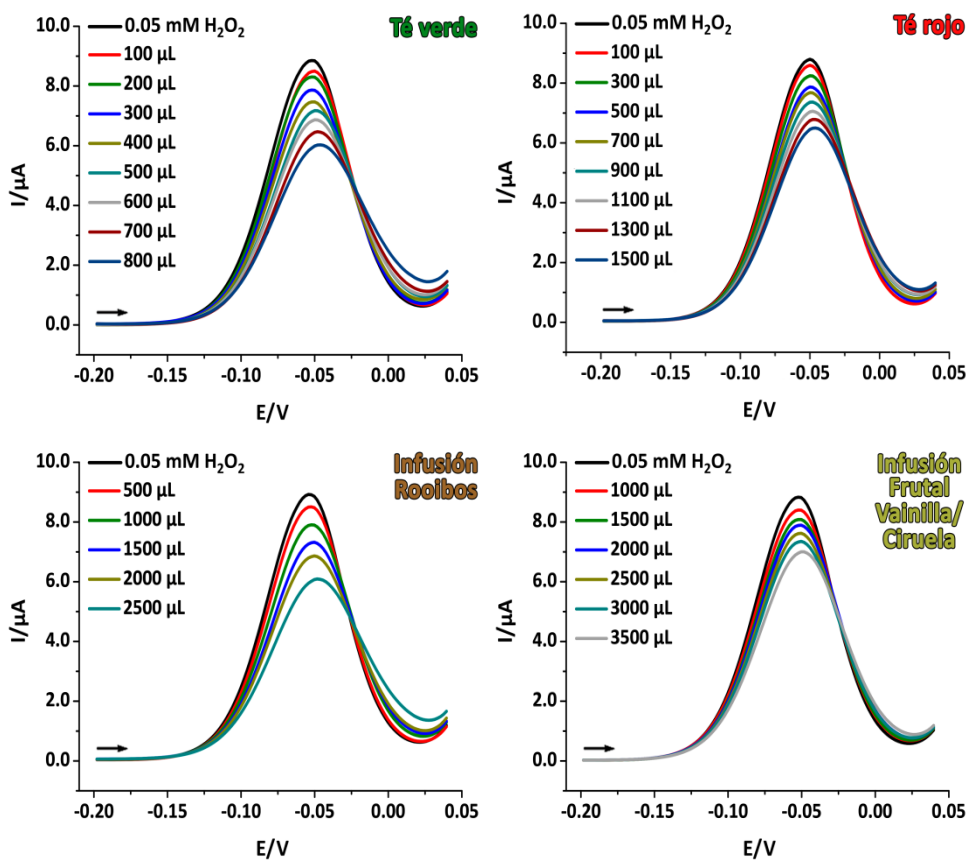 Té verde
0.05 mM H₂O₂
100 µL
200 µL
300 µL
400 µL
500 µL
600 µL
700 µL
800 µL
I/µA
10.0
8.0
6.0
4.0
2.0
0.0
-0.20
-0.15
-0.10
-0.05
0.00
0.05
E/V
Té rojo
0.05 mM H₂O₂
100 µL
300 µL
500 µL
700 µL
900 µL
1100 µL
1300 µL
1500 µL
I/µA
10.0
8.0
6.0
4.0
2.0
0.0
-0.20
-0.15
-0.10
-0.05
0.00
0.05
E/V
Infusión
Rooibos
0.05 mM H₂O₂
500 µL
1000 µL
1500 µL
2000 µL
2500 µL
I/µA
10.0
8.0
6.0
4.0
2.0
0.0
-0.20
-0.15
-0.10
-0.05
0.00
0.05
E/V
Infusión
Frutal
Vainilla/
Ciruela
0.05 mM H₂O₂
1000 µL
1500 µL
2000 µL
2500 µL
3000 µL
3500 µL
I/µA
10.0
8.0
6.0
4.0
2.0
0.0
-0.20
-0.15
-0.10
-0.05
0.00
0.05
E/V